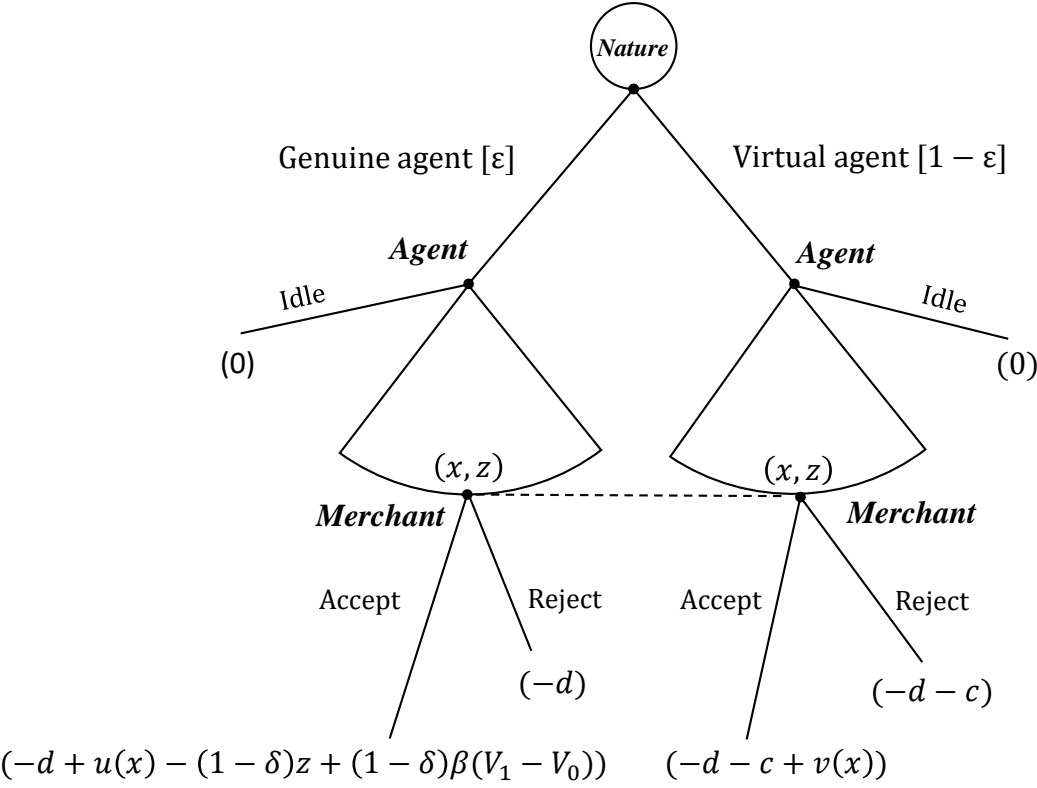 Nature
Genuine agent [ε]
Virtual agent [1 − ε]
Agent
Agent
Idle
Idle
(0)
(0)
(x, z)
(x, z)
Merchant
Merchant
Accept
Reject
Accept
Reject
(−d)
(−d − c)
(−d + u(x) − (1 − δ)z + (1 − δ)β(V₁ − V₀))
(−d − c + v(x))